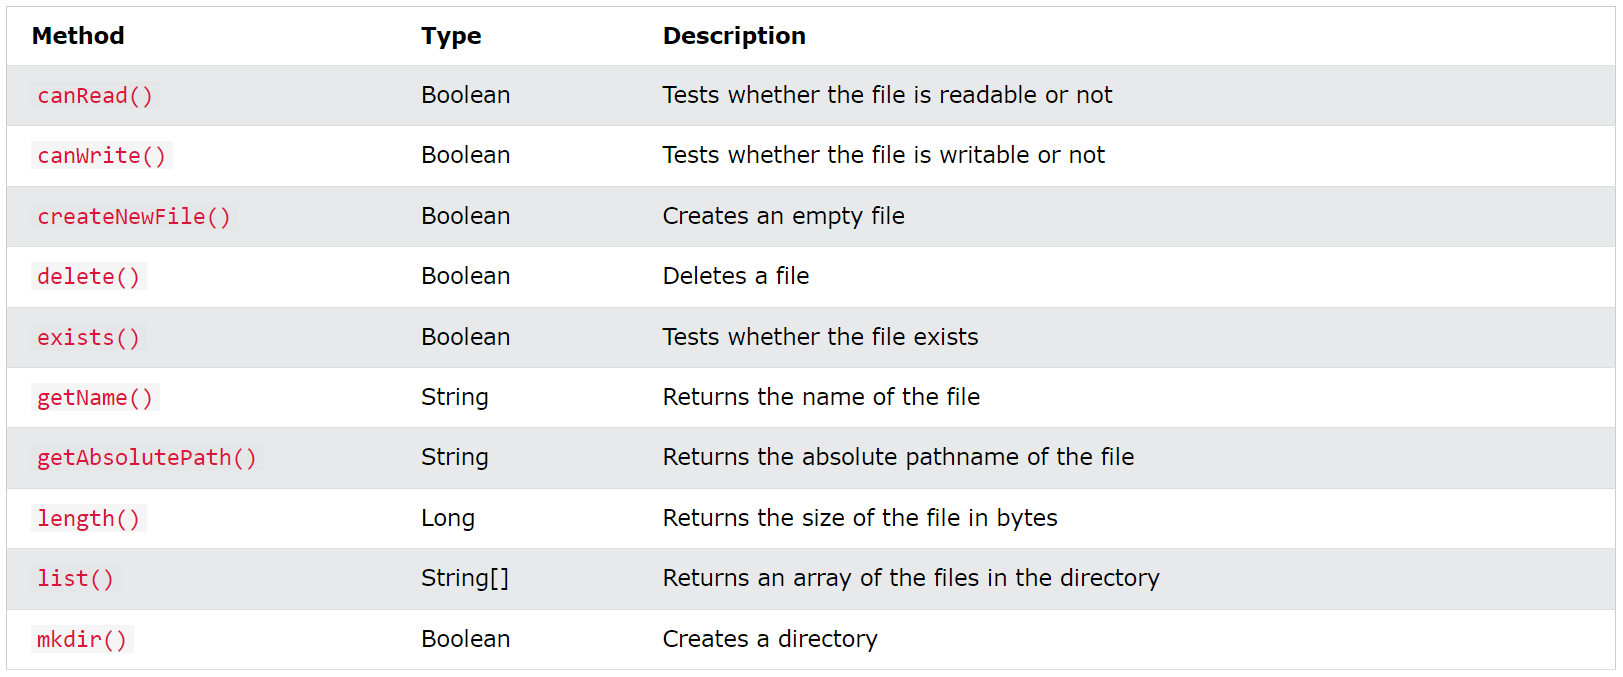 Method Type Description
canRead() Boolean Tests whether the file is readable or not
canWrite() Boolean Tests whether the file is writable or not
createNewFile() Boolean Creates an empty file
delete() Boolean Deletes a file
exists() Boolean Tests whether the file exists
getName() String Returns the name of the file
getAbsolutePath() String Returns the absolute pathname of the file
length() Long Returns the size of the file in bytes
list() String[] Returns an array of the files in the directory
mkdir() Boolean Creates a directory